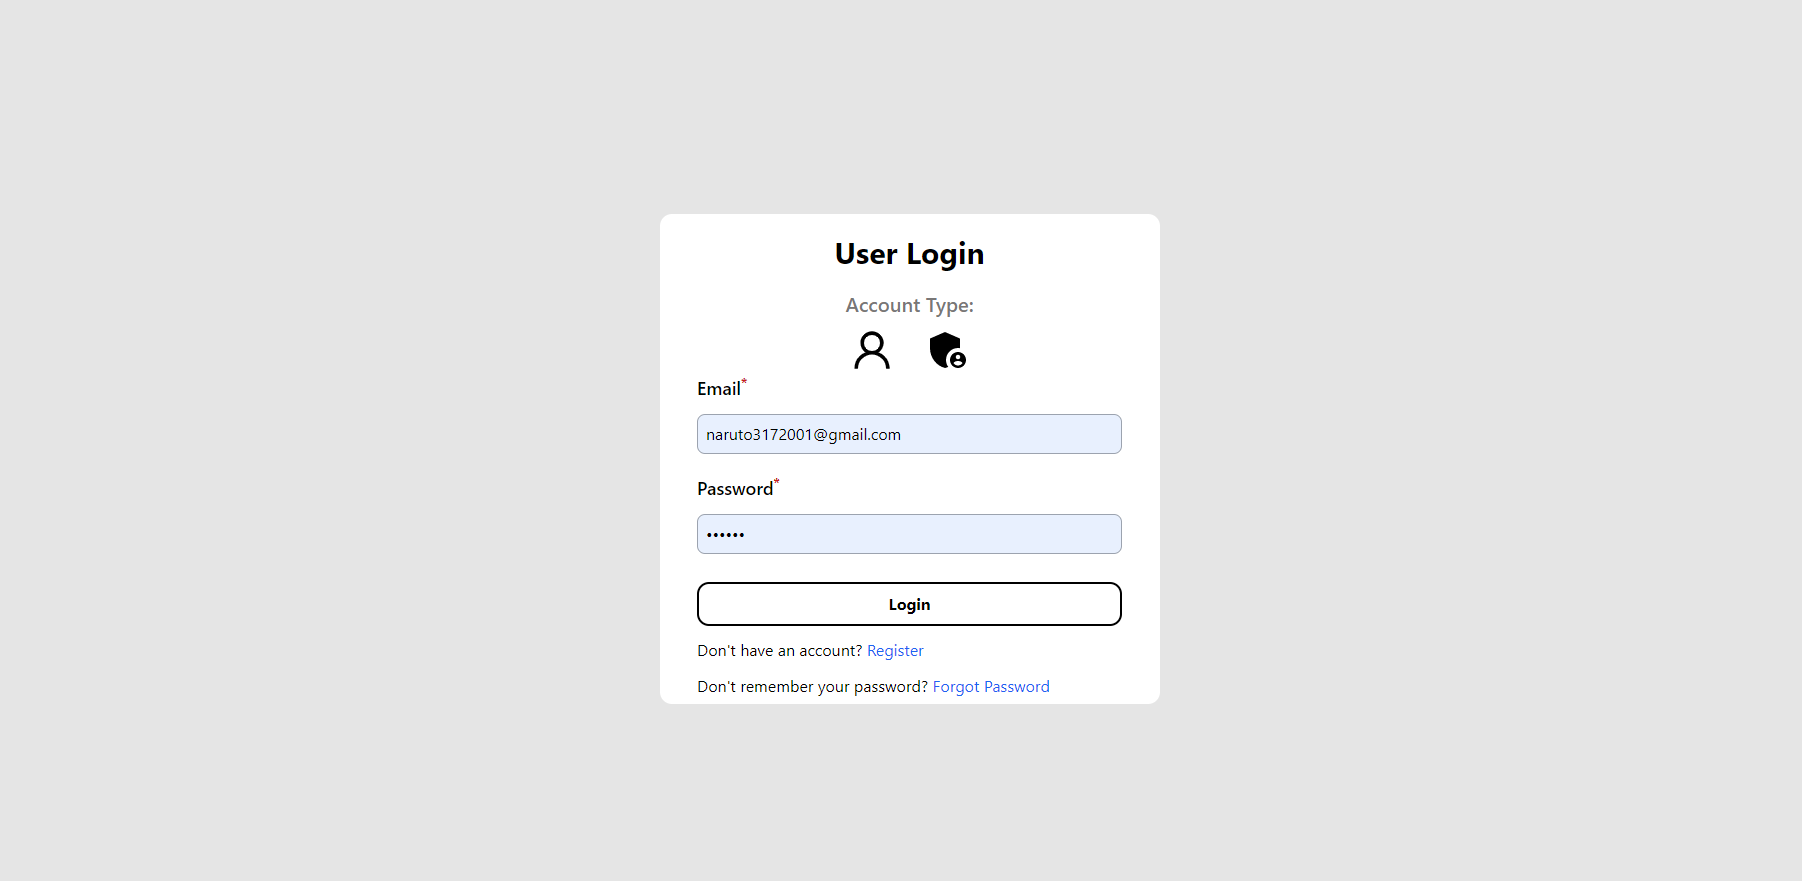 User Login
Account Type:
Email*
naruto3172001@gmail.com
Password*
••••••
Login
Don't have an account? Register
Don't remember your password? Forgot Password